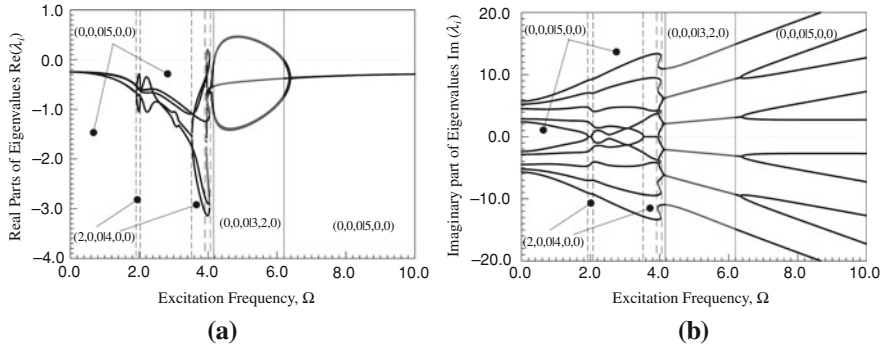 Real Parts of Eigenvalues Re(λi)
1.0
0.0
−1.0
−2.0
−3.0
−4.0
(0,0,0|5,0,0)
(2,0,0|4,0,0)
(0,0,0|3,2,0)
(0,0,0|5,0,0)
0.0 2.0 4.0 6.0 8.0 10.0
Excitation Frequency, Ω
(a)
Imaginary part of Eigenvalues Im (λi)
20.0
10.0
0.0
−10.0
−20.0
(0,0,0|5,0,0)
(0,0,0|3,2,0)
(0,0,0|5,0,0)
(2,0,0|4,0,0)
0.0 2.0 4.0 6.0 8.0 10.0
Excitation Frequency, Ω
(b)